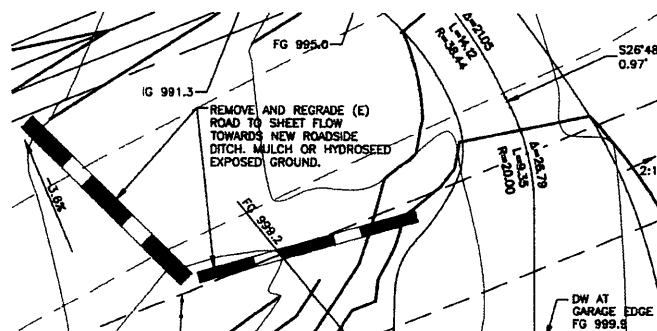 FG 995.0
Δ=21.05
L=14.12
R=38.44
S26°48
0.97'
IG 991.3
REMOVE AND REGRADE (E)
ROAD TO SHEET FLOW
TOWARDS NEW ROADSIDE
DITCH. MULCH OR HYDROSEED
EXPOSED GROUND.
Δ=26.79
L=9.35
R=20.00
2:1
-3.6%
FG 999.2
DW AT
GARAGE EDGE
FG 999.9